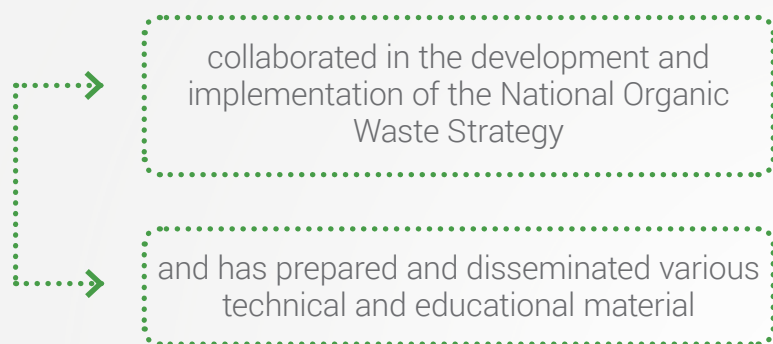 collaborated in the development and
implementation of the National Organic
Waste Strategy
and has prepared and disseminated various
technical and educational material